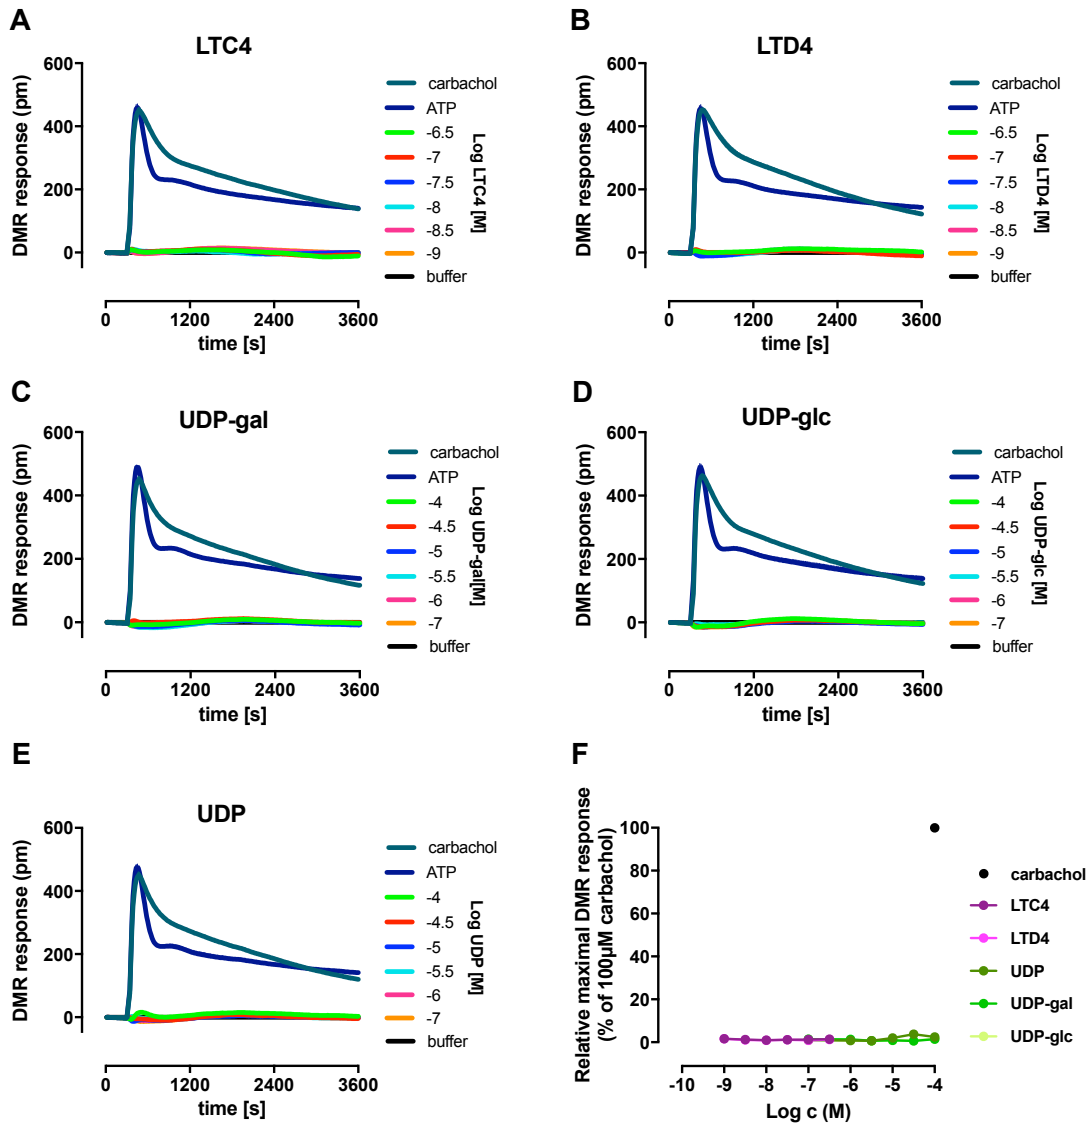 A
LTC4
DMR response (pm)
600
400
200
0
0 1200 2400 3600
time [s]
carbachol
ATP
-6.5
-7
-7.5
-8
-8.5
-9
buffer
Log LTC4 [M]
B
LTD4
DMR response (pm)
600
400
200
0
0 1200 2400 3600
time [s]
carbachol
ATP
-6.5
-7
-7.5
-8
-8.5
-9
buffer
Log LTD4 [M]
C
UDP-gal
DMR response (pm)
600
400
200
0
0 1200 2400 3600
time [s]
carbachol
ATP
-4
-4.5
-5
-5.5
-6
-7
buffer
Log UDP-gal[M]
D
UDP-glc
DMR response (pm)
600
400
200
0
0 1200 2400 3600
time [s]
carbachol
ATP
-4
-4.5
-5
-5.5
-6
-7
buffer
Log UDP-glc [M]
E
UDP
DMR response (pm)
600
400
200
0
0 1200 2400 3600
time [s]
carbachol
ATP
-4
-4.5
-5
-5.5
-6
-7
buffer
Log UDP [M]
F
Relative maximal DMR response
(% of 100µM carbachol)
100
80
60
40
20
0
-10 -9 -8 -7 -6 -5 -4
Log c (M)
carbachol
LTC4
LTD4
UDP
UDP-gal
UDP-glc